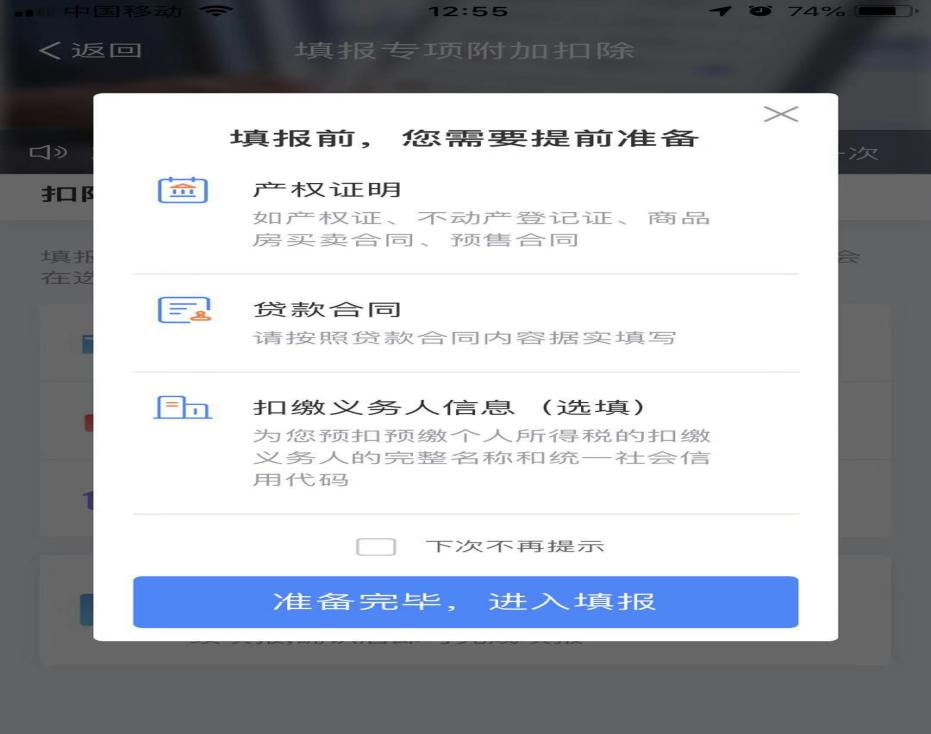 中国移动
12:55
74%
返回
填报专项附加扣除
填报前，您需要提前准备
一次
产权证明
扣
如产权证、不动产登记证、商品
房买卖合同、预售合同
填报
会
在
贷款合同
请按照贷款合同内容据实填写
扣缴义务人信息（选填）
为您预扣预缴个人所得税的扣缴
义务人的完整名称和统一社会信
用代码
下次不再提示
准备完毕，进入填报